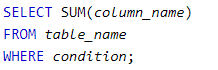 SELECT SUM(column_name)
FROM table_name
WHERE condition;